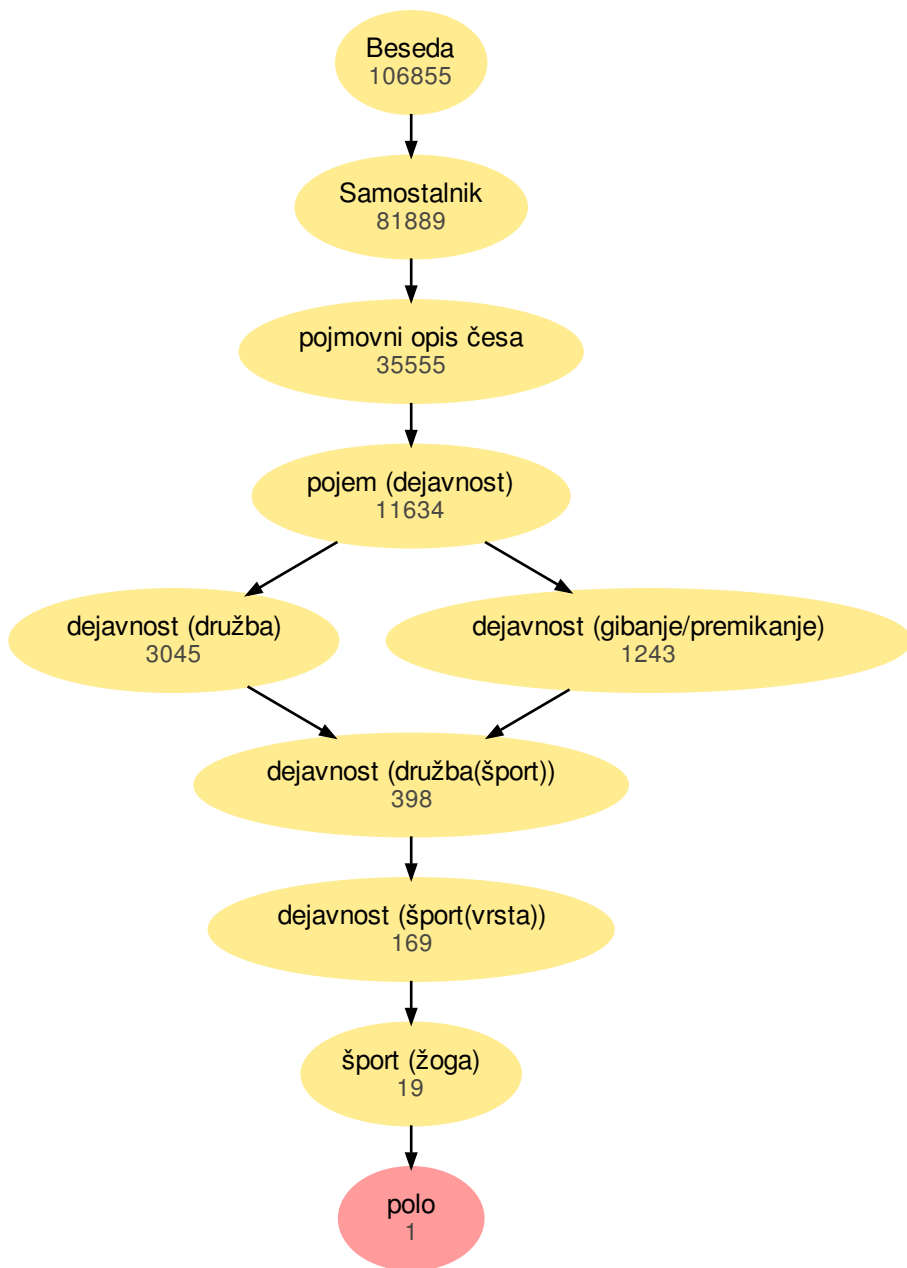 Beseda
106855
Samostalnik
81889
pojmovni opis česa
35555
pojem (dejavnost)
11634
dejavnost (družba)
3045
dejavnost (gibanje/premikanje)
1243
dejavnost (družba(šport))
398
dejavnost (šport(vrsta))
169
šport (žoga)
19
polo
1